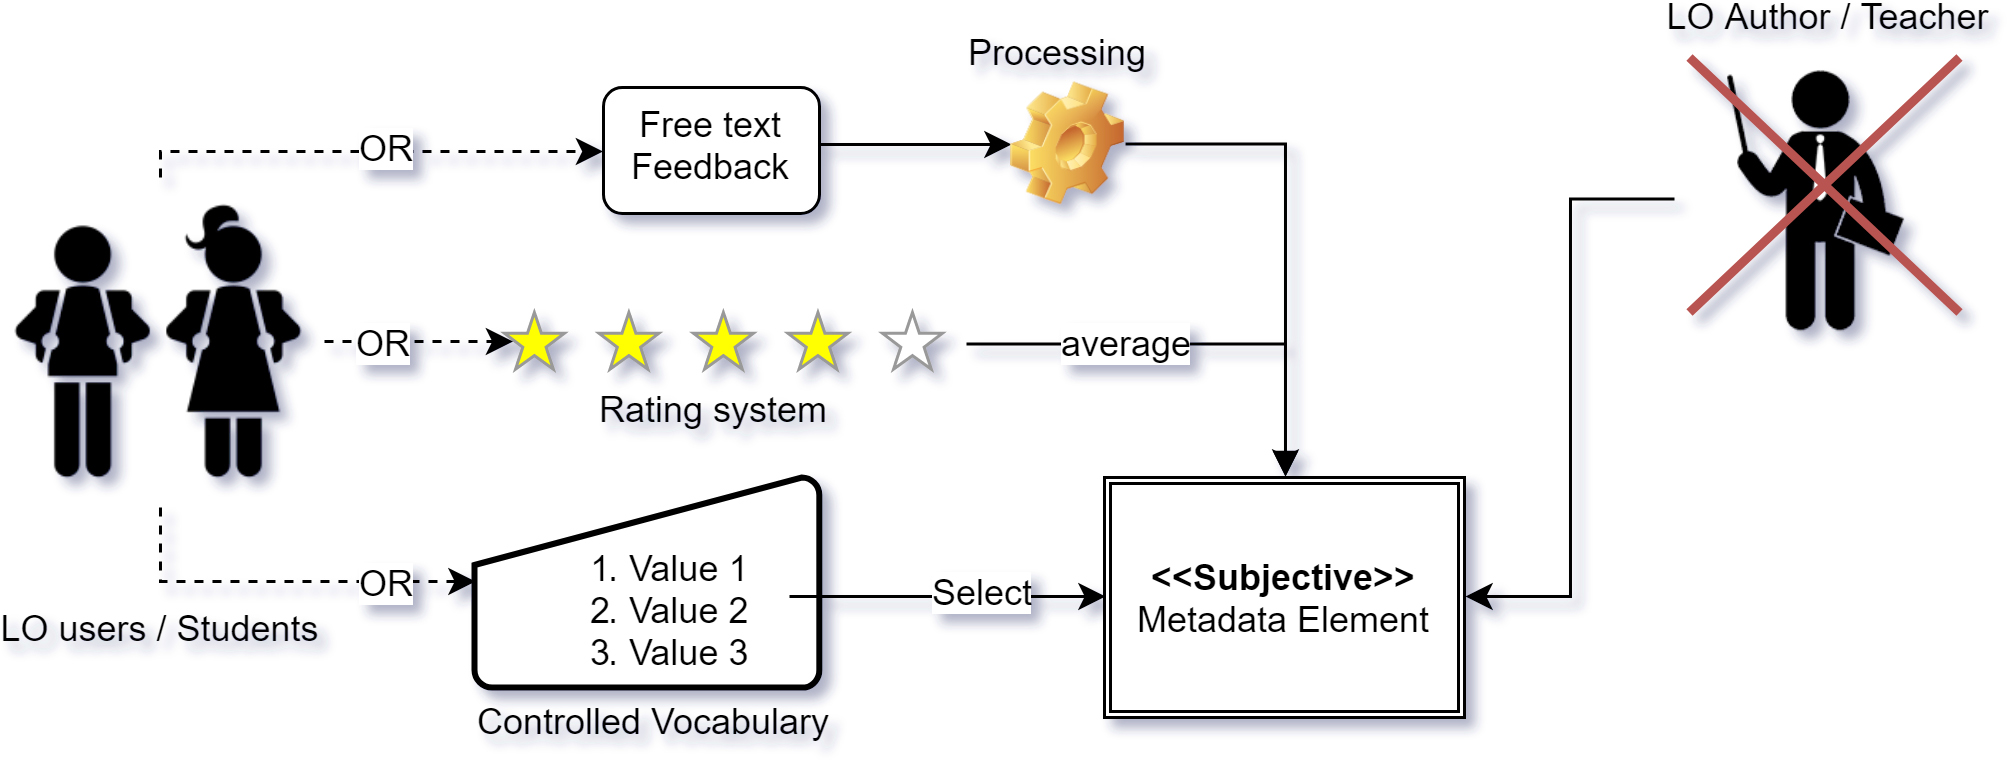 LO Author / Teacher
Processing
OR
Free text
Feedback
OR
average
Rating system
OR
1. Value 1
2. Value 2
3. Value 3
Select
<<Subjective>>
Metadata Element
LO users / Students
Controlled Vocabulary